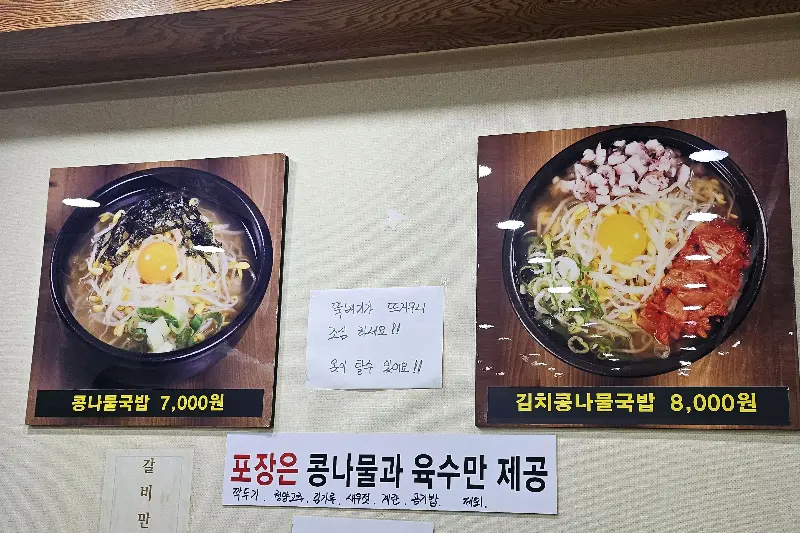 콩나물국밥 7,000원
뚝배기가 뜨거우니
조심 하세요!!
옷이 탈수 있어요!!
김치콩나물국밥 8,000원
포장은 콩나물과 육수만 제공
깍두기. 청양고추. 김가루. 새우젓. 계란. 공기밥. 제외.
갈비만